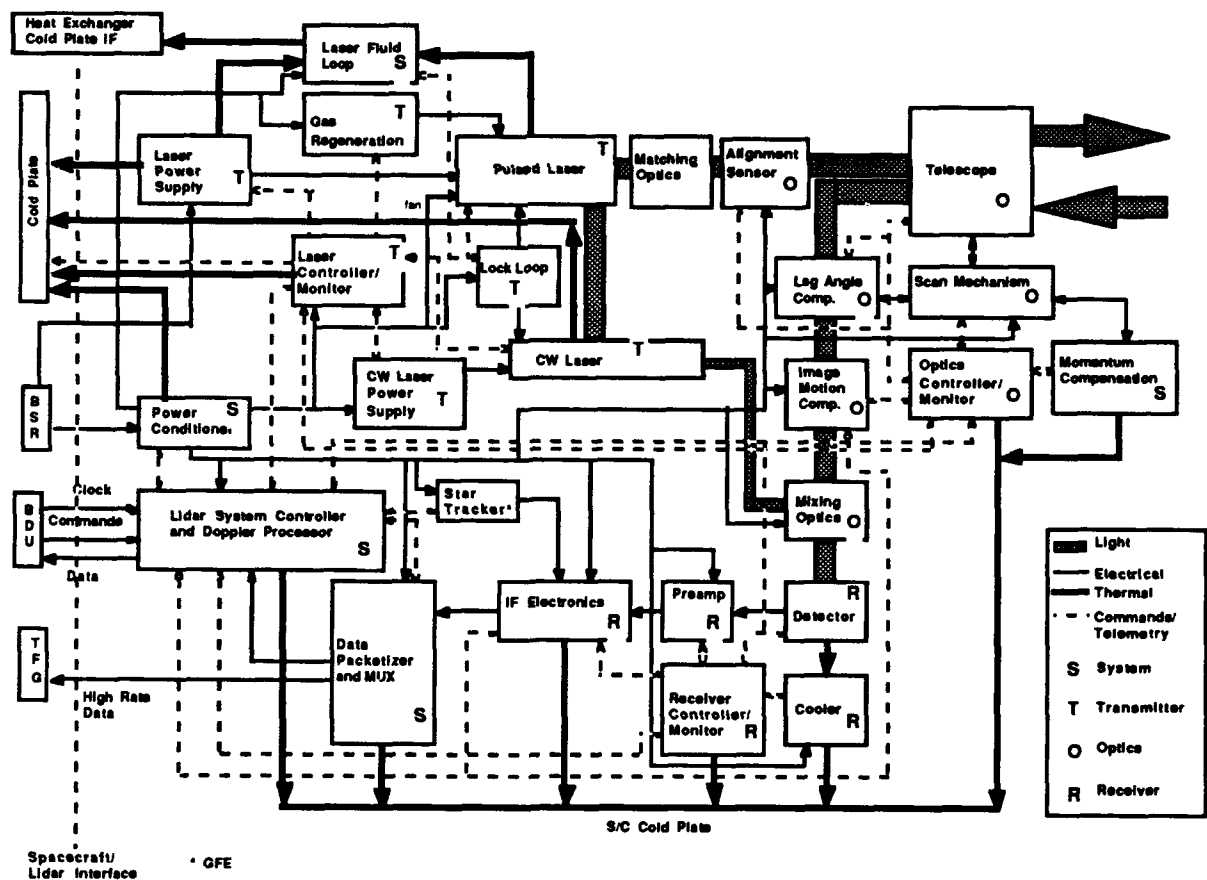 Heat Exchanger
Cold Plate IF
Laser Fluid
Loop
S
T
Gas
Regeneration
Laser
Power
Supply
T
Cold Plate
T
Pulsed Laser
Matching
Optics
Alignment
Sensor
O
Telescope
O
fan
Laser
Controller/
Monitor
T
Lock Loop
T
Lag Angle
Comp.
O
Scan Mechanism
O
CW Laser
T
CW Laser
Power
Supply
T
Image
Motion
Comp.
O
Optics
Controller/
Monitor
O
Momentum
Compensation
S
BSR
Power
Conditioner
S
BDU
Clock
Commands
Data
Lidar System Controller
and Doppler Processor
S
Star
Tracker*
Mixing
Optics
O
IF Electronics
R
Preamp
R
R
Detector
TFG
High Rate
Data
Data
Packetizer
and MUX
S
Receiver
Controller/
Monitor
R
Cooler
R
S/C Cold Plate
Spacecraft/
Lidar Interface
* GFE
Light
Electrical
Thermal
Commands/
Telemetry
S System
T Transmitter
O Optics
R Receiver